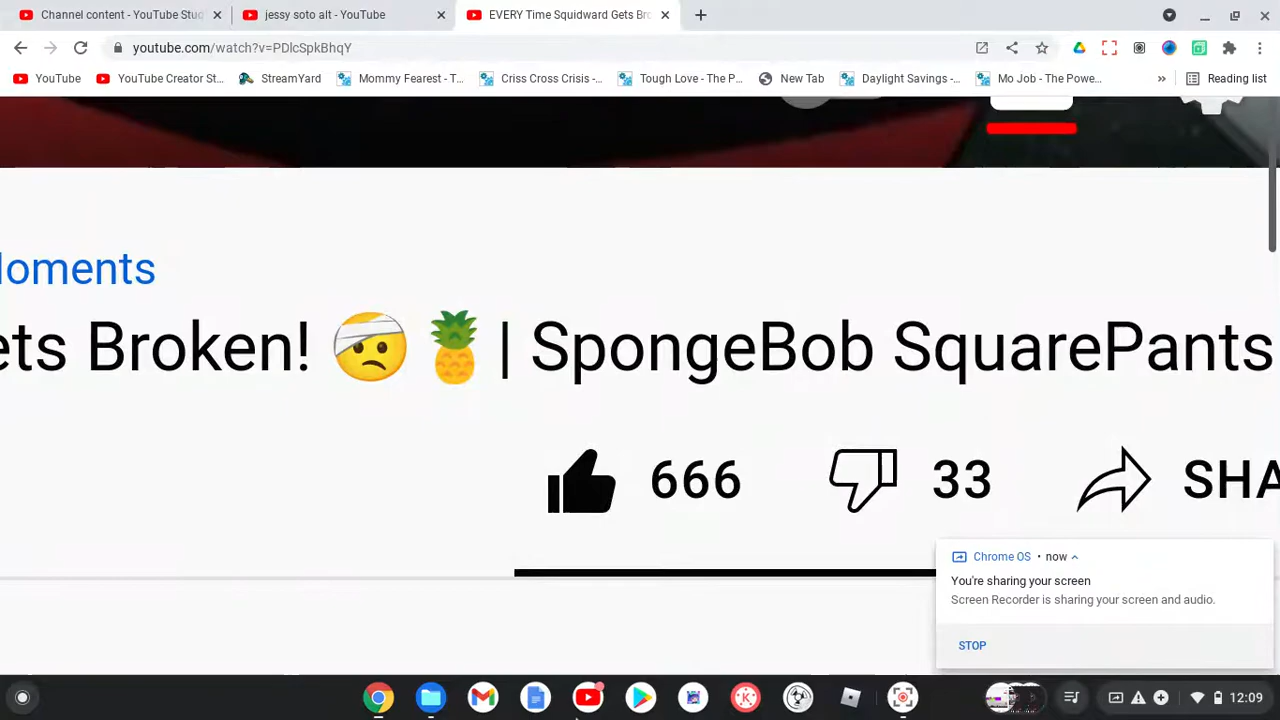 Channel content - YouTube Stud
jessy soto alt - YouTube
EVERY Time Squidward Gets Bro
youtube.com/watch?v=PDlcSpkBhqY
YouTube
YouTube Creator St...
StreamYard
Mommy Fearest - T...
Criss Cross Crisis -...
Tough Love - The P...
New Tab
Daylight Savings -...
Mo Job - The Powe...
»
Reading list
Moments
ets Broken! 🤕🍍 | SpongeBob SquarePants
666
33
SHA
Chrome OS • now
You're sharing your screen
Screen Recorder is sharing your screen and audio.
STOP
12:09